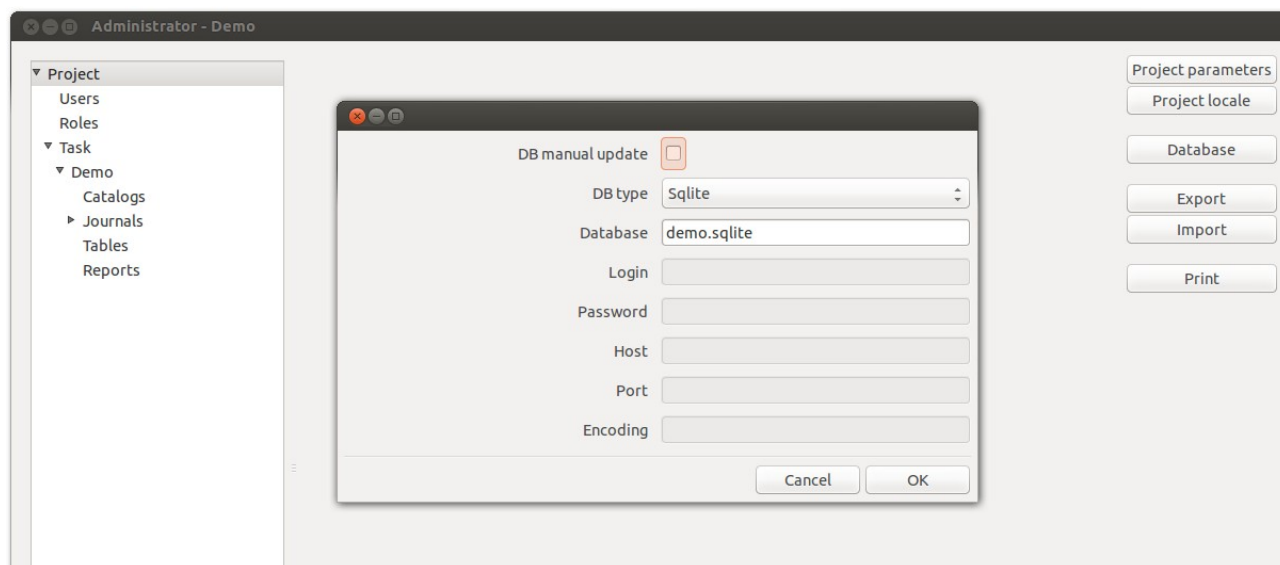 Administrator - Demo
Project
Users
Roles
Task
Demo
Catalogs
Journals
Tables
Reports
DB manual update
DB type Sqlite
Database demo.sqlite
Login
Password
Host
Port
Encoding
Cancel OK
Project parameters
Project locale
Database
Export
Import
Print